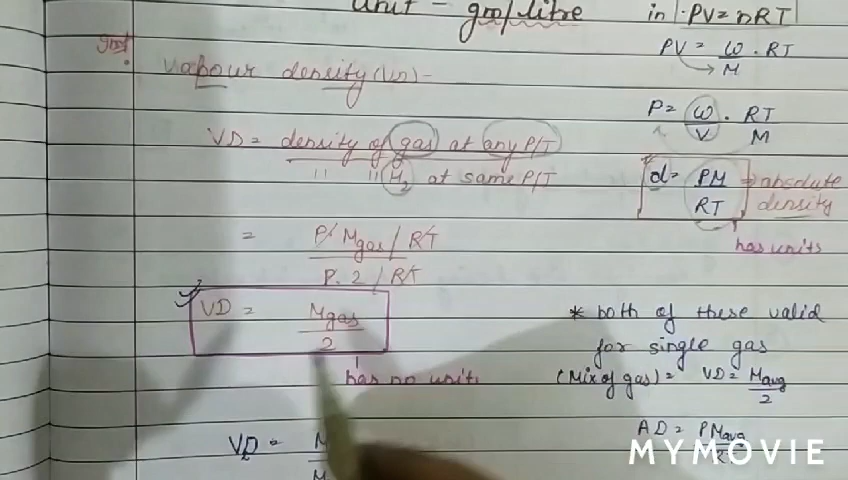 unit - gm/litre
in PV = nRT
PV = ω/M . RT
Vapour density (VD) -
P = ω/V . RT/M
VD = density of gas at any P/T
" " H2 at same P/T
d = PM/RT → absolute density
has units
= P Mgas / RT
P. 2 / RT
VD = Mgas/2
has no units
* both of these valid
for single gas
(Mix of gas) = VD = Mavg/2
VD =
AD = PMavg
MYMOVIE